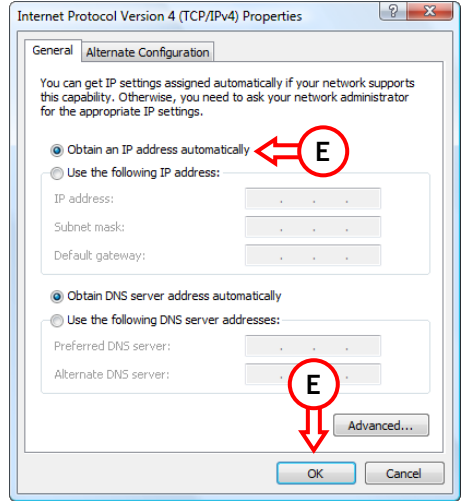 Internet Protocol Version 4 (TCP/IPv4) Properties
General
Alternate Configuration
You can get IP settings assigned automatically if your network supports
this capability. Otherwise, you need to ask your network administrator
for the appropriate IP settings.
Obtain an IP address automatically
E
Use the following IP address:
IP address:
Subnet mask:
Default gateway:
Obtain DNS server address automatically
Use the following DNS server addresses:
Preferred DNS server:
Alternate DNS server:
E
Advanced...
OK
Cancel